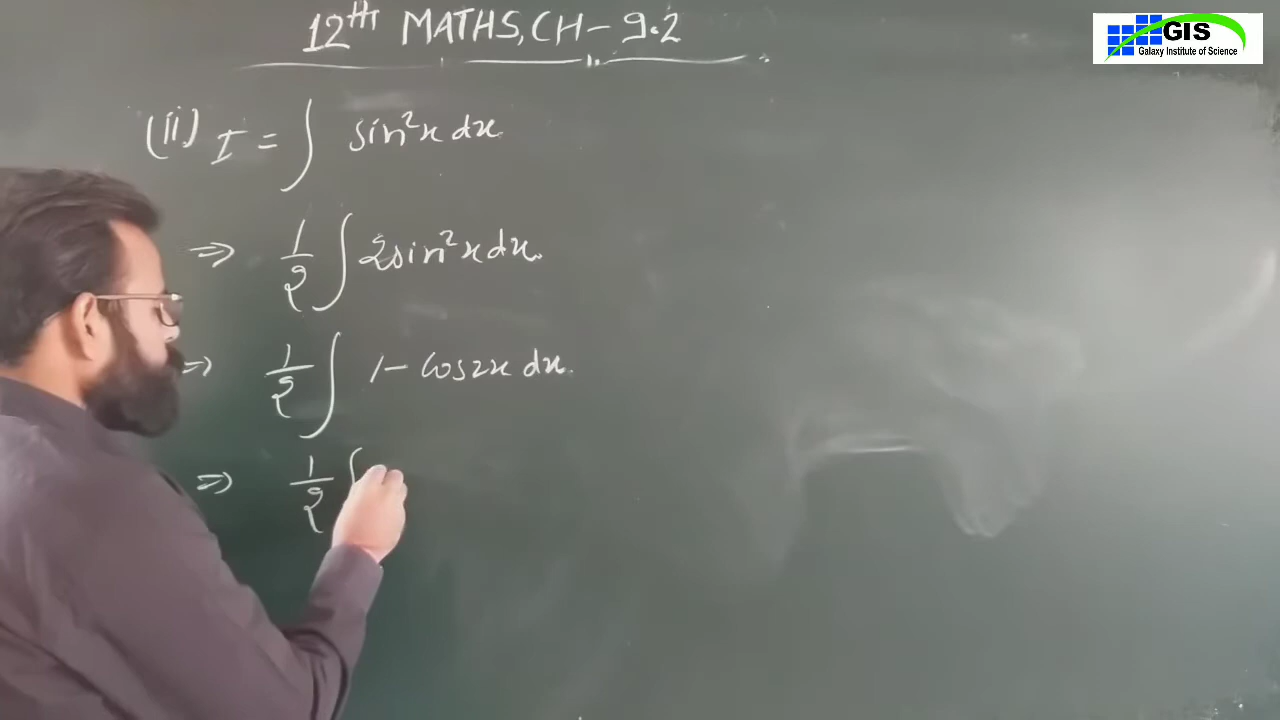 12th MATHS, CH - 9.2
GIS
Galaxy Institute of Science
(ii) I = ∫ sin²x dx
⇒ 1/2 ∫ 2sin²x dx.
⇒ 1/2 ∫ 1 - cos2x dx.
⇒ 1/2 ∫